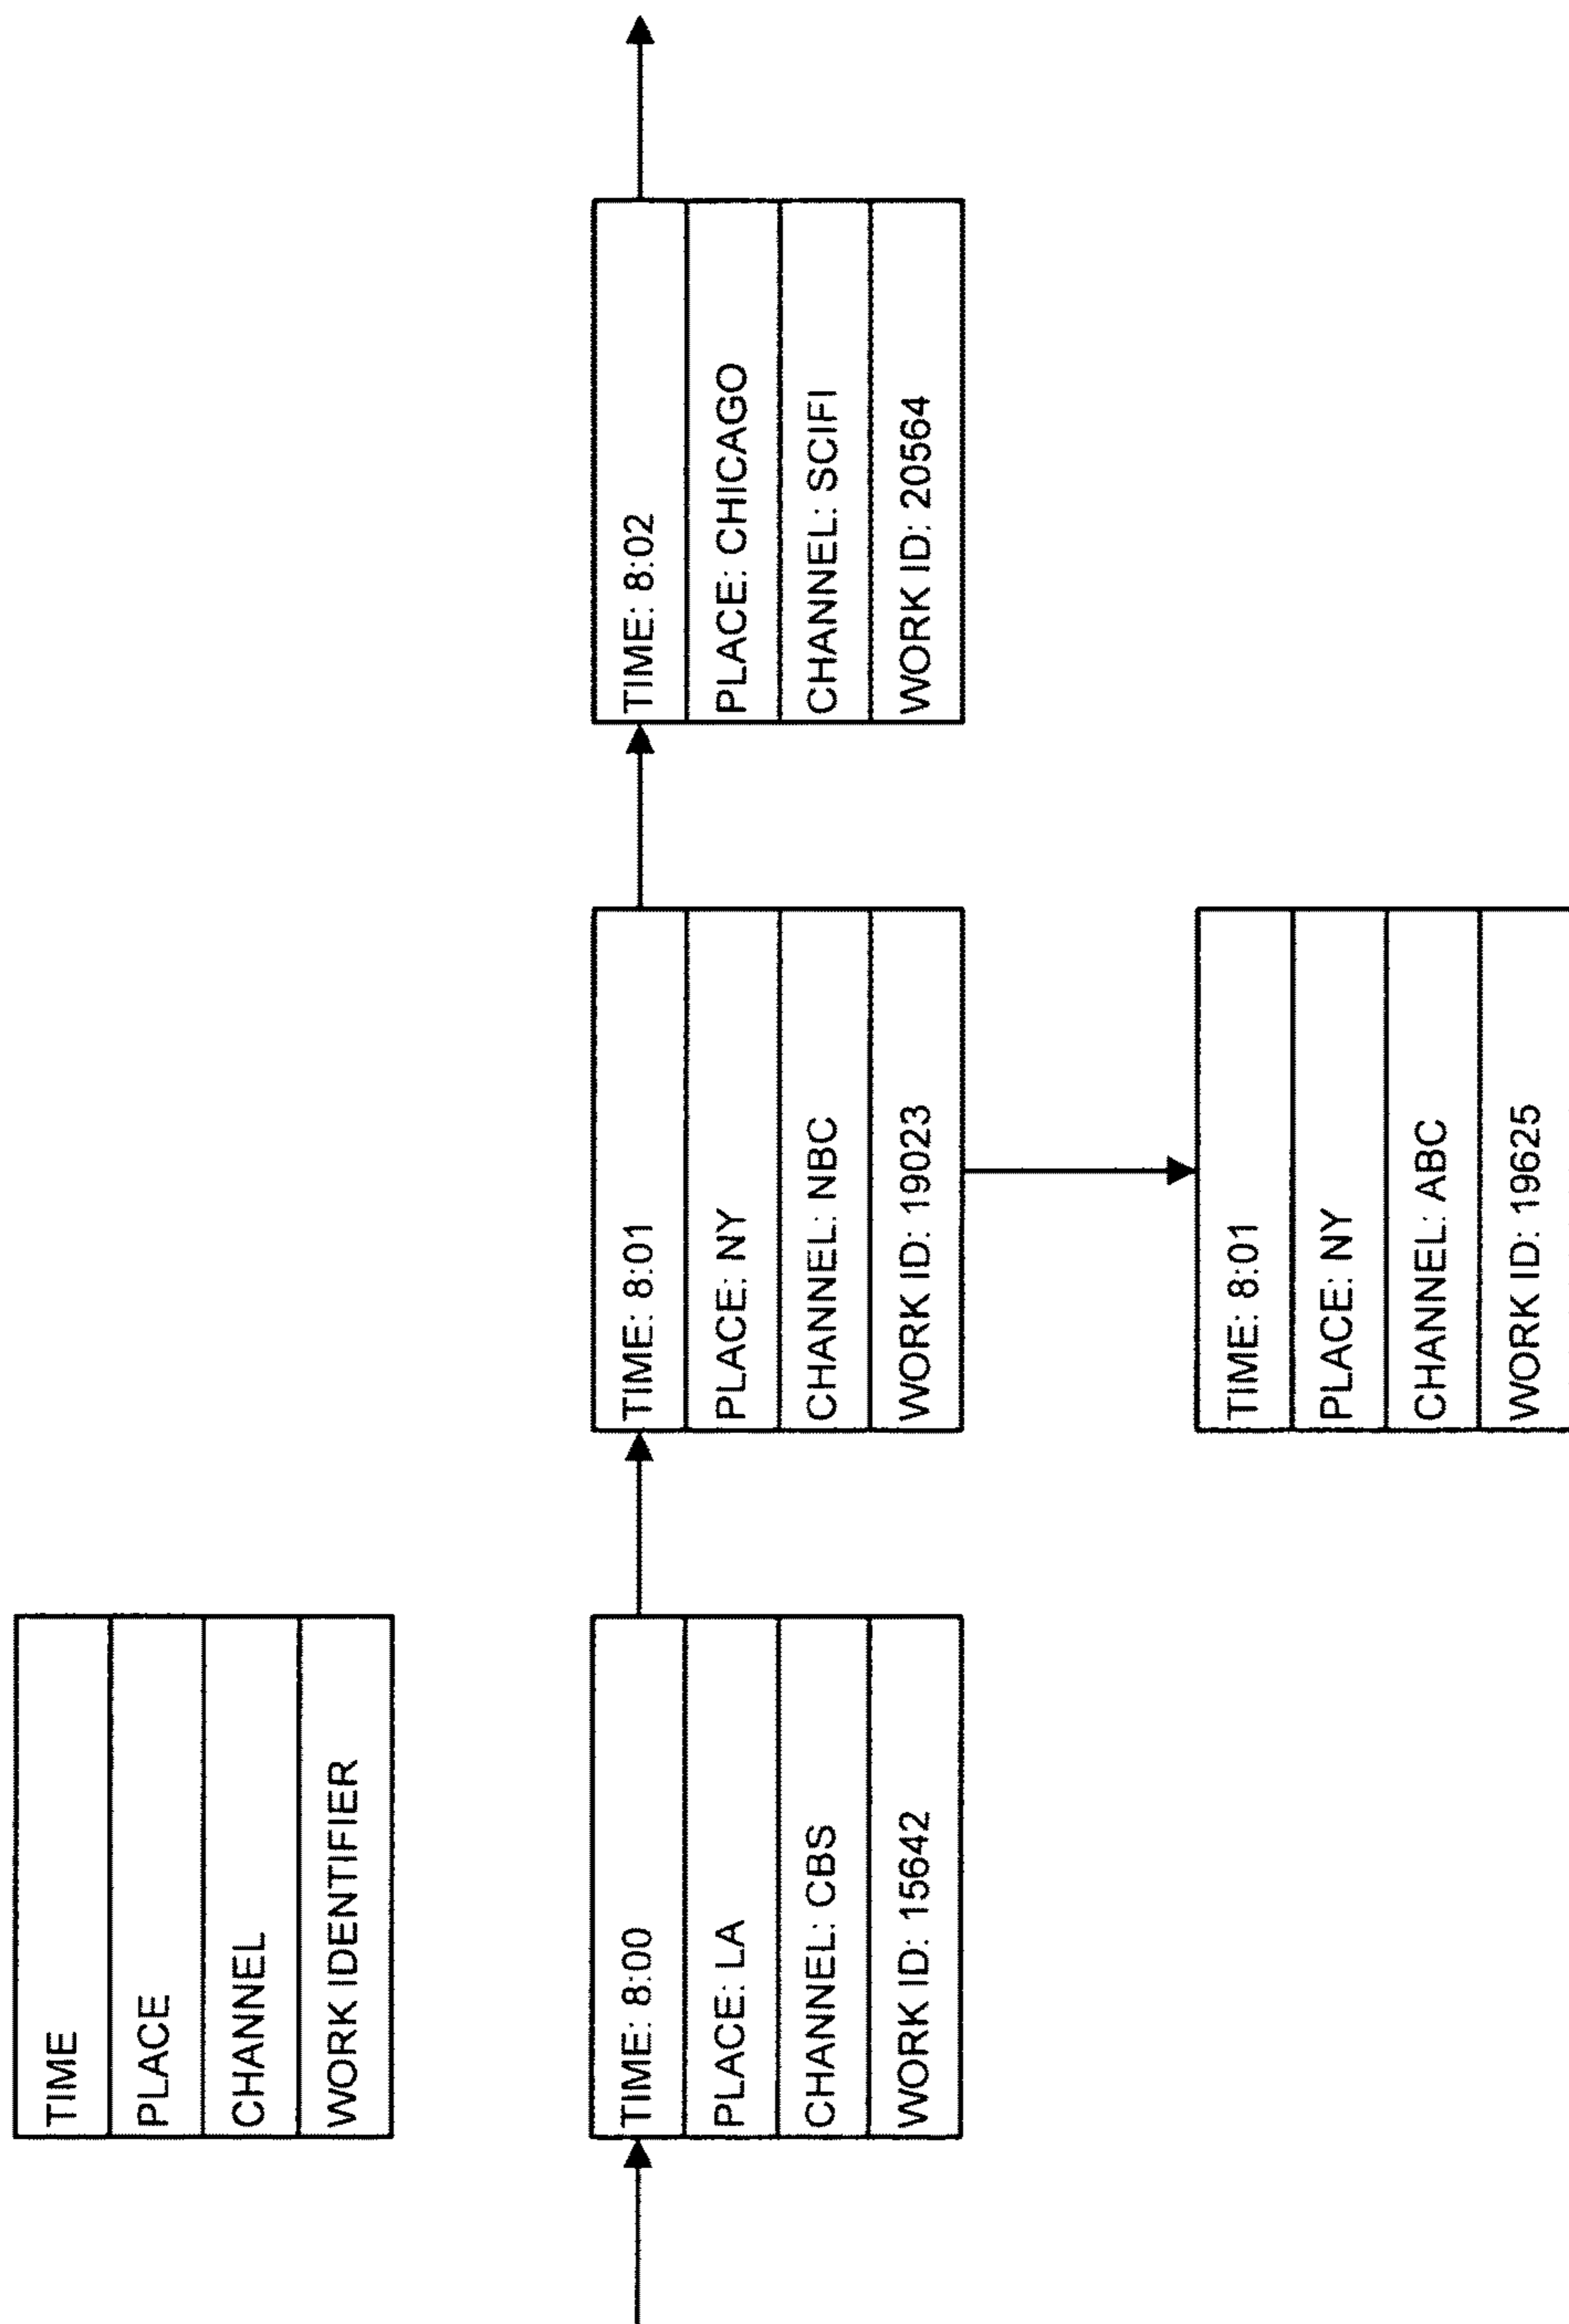 TIME
PLACE
CHANNEL
WORK IDENTIFIER
TIME: 8:00
PLACE: LA
CHANNEL: CBS
WORK ID: 15642
TIME: 8:01
PLACE: NY
CHANNEL: NBC
WORK ID: 19023
TIME: 8:02
PLACE: CHICAGO
CHANNEL: SCIFI
WORK ID: 20564
TIME: 8:01
PLACE: NY
CHANNEL: ABC
WORK ID: 19625